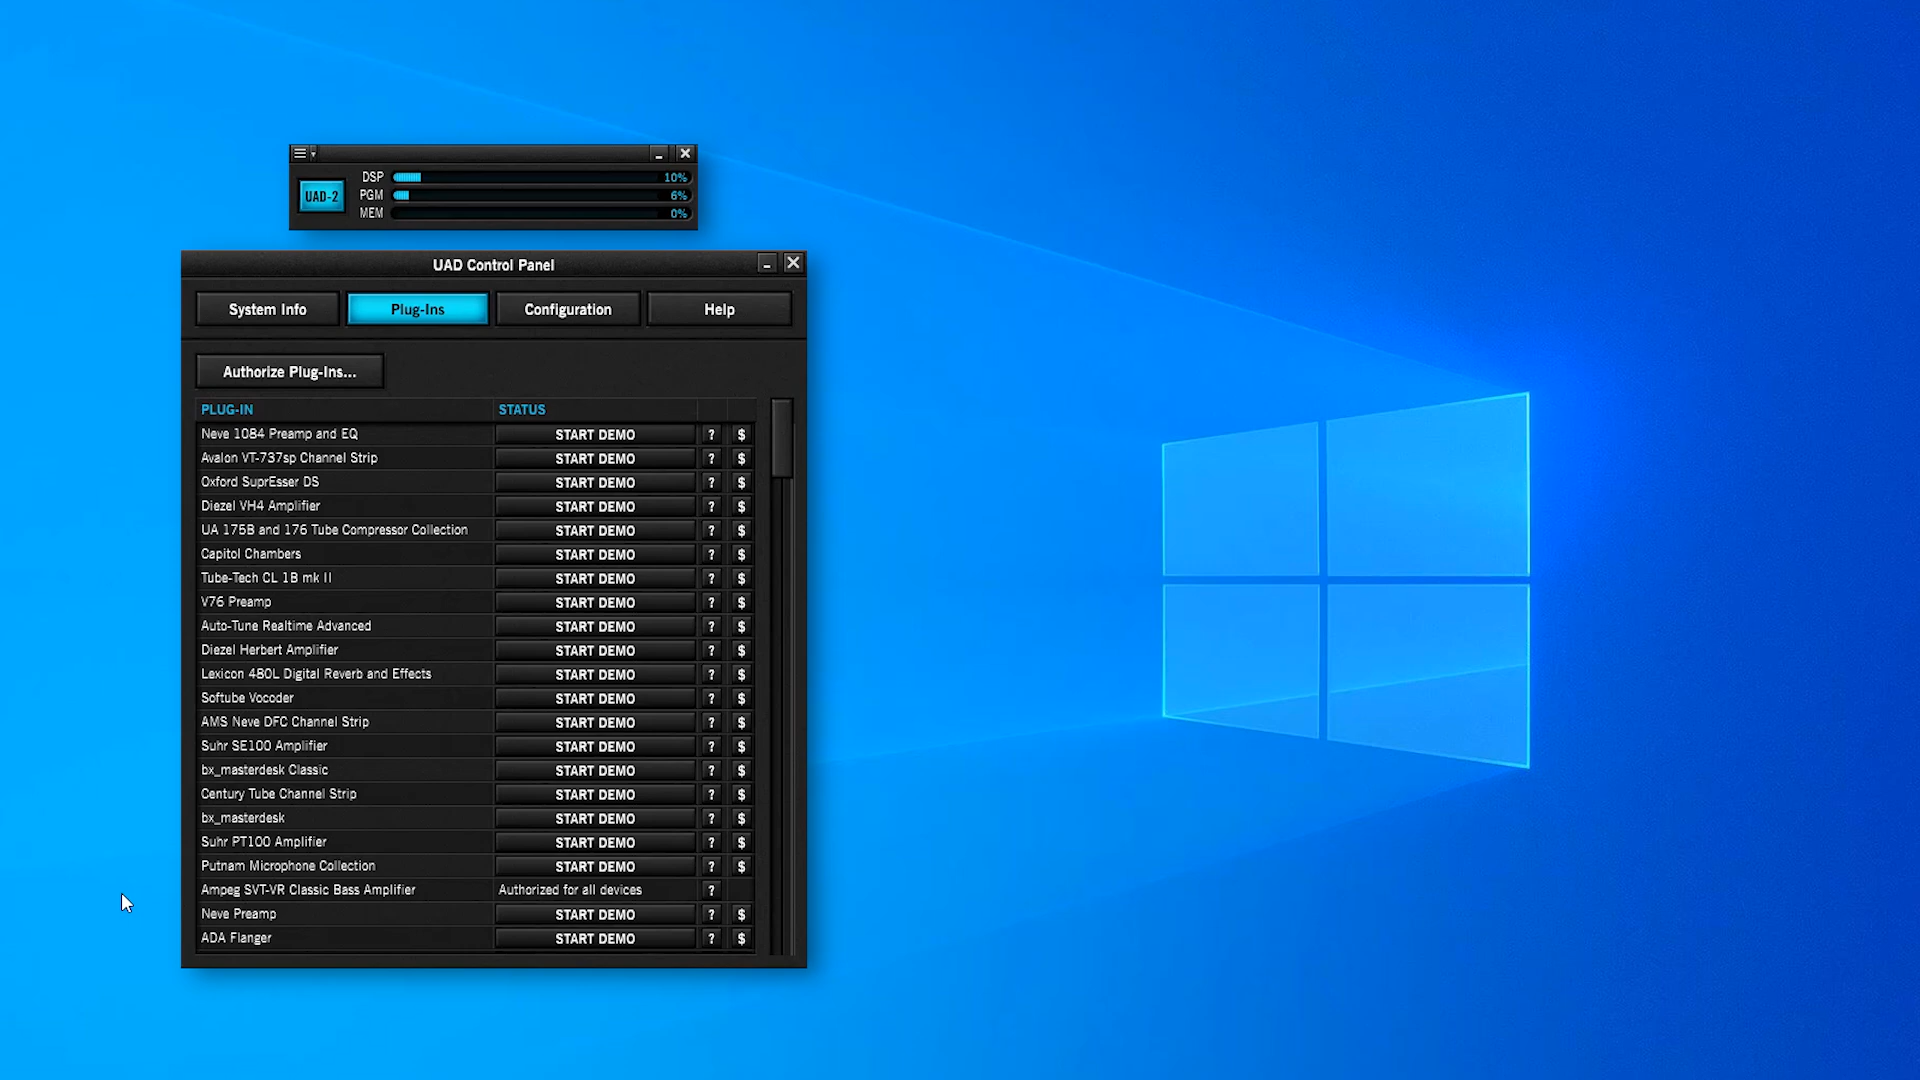 DSP 10%
UAD-2
PGM 6%
MEM 0%
UAD Control Panel
System Info Plug-Ins Configuration Help
Authorize Plug-Ins...
PLUG-IN STATUS
Neve 1084 Preamp and EQ START DEMO ? $
Avalon VT-737sp Channel Strip START DEMO ? $
Oxford SuprEsser DS START DEMO ? $
Diezel VH4 Amplifier START DEMO ? $
UA 175B and 176 Tube Compressor Collection START DEMO ? $
Capitol Chambers START DEMO ? $
Tube-Tech CL 1B mk II START DEMO ? $
V76 Preamp START DEMO ? $
Auto-Tune Realtime Advanced START DEMO ? $
Diezel Herbert Amplifier START DEMO ? $
Lexicon 480L Digital Reverb and Effects START DEMO ? $
Softube Vocoder START DEMO ? $
AMS Neve DFC Channel Strip START DEMO ? $
Suhr SE100 Amplifier START DEMO ? $
bx_masterdesk Classic START DEMO ? $
Century Tube Channel Strip START DEMO ? $
bx_masterdesk START DEMO ? $
Suhr PT100 Amplifier START DEMO ? $
Putnam Microphone Collection START DEMO ? $
Ampeg SVT-VR Classic Bass Amplifier Authorized for all devices ?
Neve Preamp START DEMO ? $
ADA Flanger START DEMO ? $